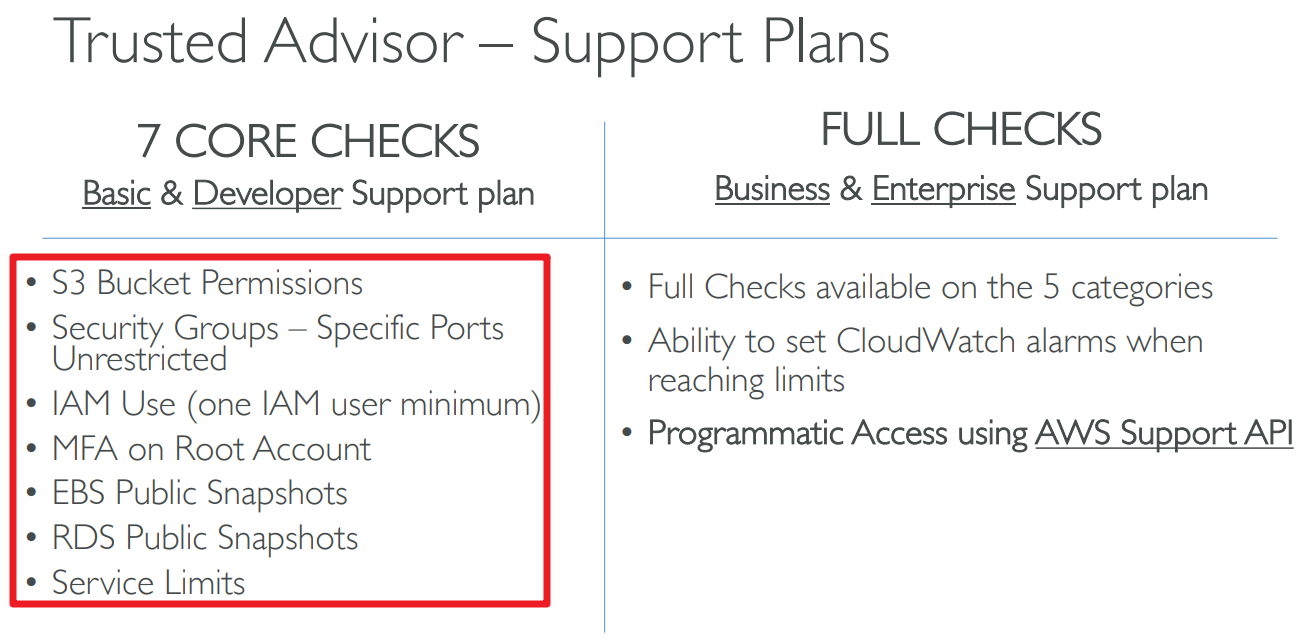 Trusted Advisor – Support Plans
7 CORE CHECKS
Basic & Developer Support plan
• S3 Bucket Permissions
• Security Groups – Specific Ports
Unrestricted
• IAM Use (one IAM user minimum)
• MFA on Root Account
• EBS Public Snapshots
• RDS Public Snapshots
• Service Limits
FULL CHECKS
Business & Enterprise Support plan
• Full Checks available on the 5 categories
• Ability to set CloudWatch alarms when
reaching limits
• Programmatic Access using AWS Support API